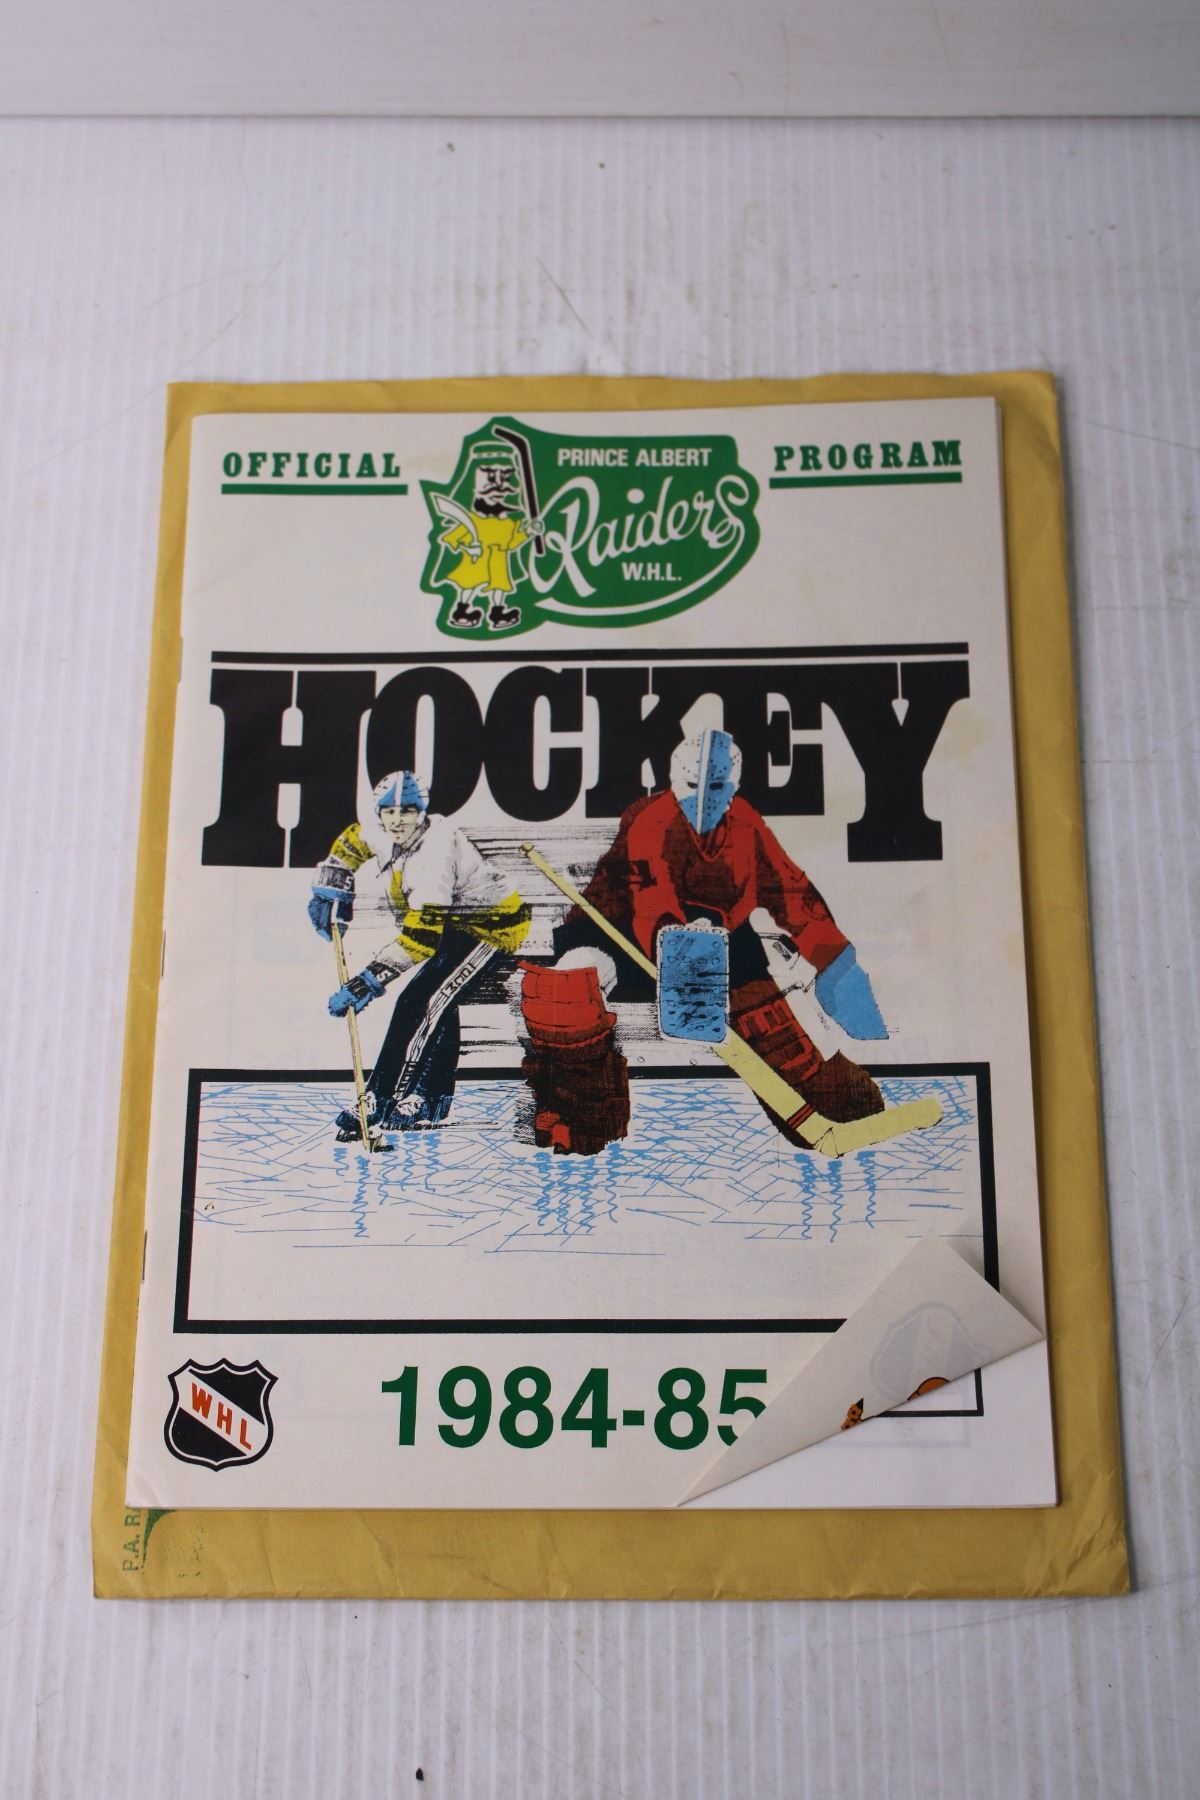 OFFICIAL
PRINCE ALBERT
Raiders
W.H.L.
PROGRAM
HOCKEY
WHL
1984-85
P.A. R